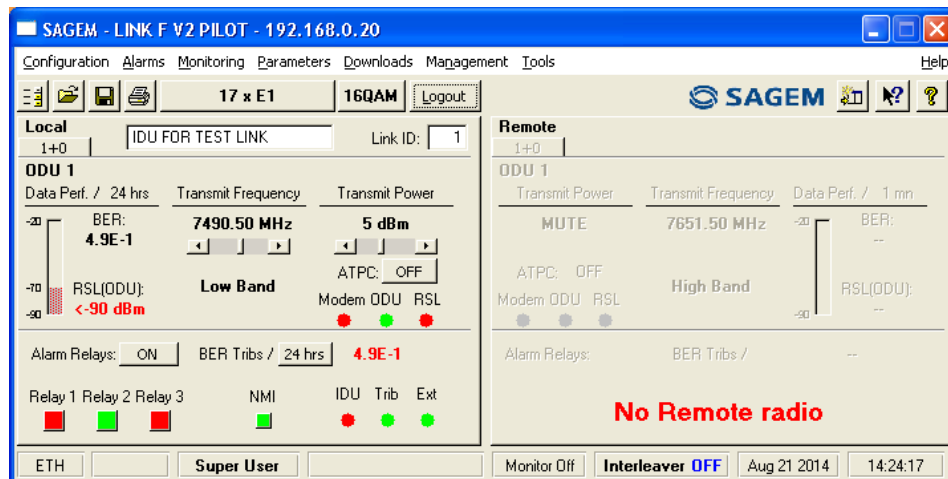 SAGEM - LINK F V2 PILOT - 192.168.0.20
Configuration Alarms Monitoring Parameters Downloads Management Tools Help
17 x E1 16QAM Logout SAGEM
Local
1+0 IDU FOR TEST LINK Link ID: 1
ODU 1
Data Perf. / 24 hrs Transmit Frequency Transmit Power
-20 BER: 7490.50 MHz 5 dBm
4.9E-1
ATPC: OFF
-70 RSL(ODU): Low Band
-90 <-90 dBm Modem ODU RSL
Alarm Relays: ON BER Tribs / 24 hrs 4.9E-1
Relay 1 Relay 2 Relay 3 NMI IDU Trib Ext
Remote
1+0
ODU 1
Transmit Power Transmit Frequency Data Perf. / 1 mn
MUTE 7651.50 MHz -20 BER:
--
ATPC: OFF High Band RSL(ODU):
Modem ODU RSL -90 --
Alarm Relays: BER Tribs / --
No Remote radio
ETH Super User Monitor Off Interleaver OFF Aug 21 2014 14:24:17